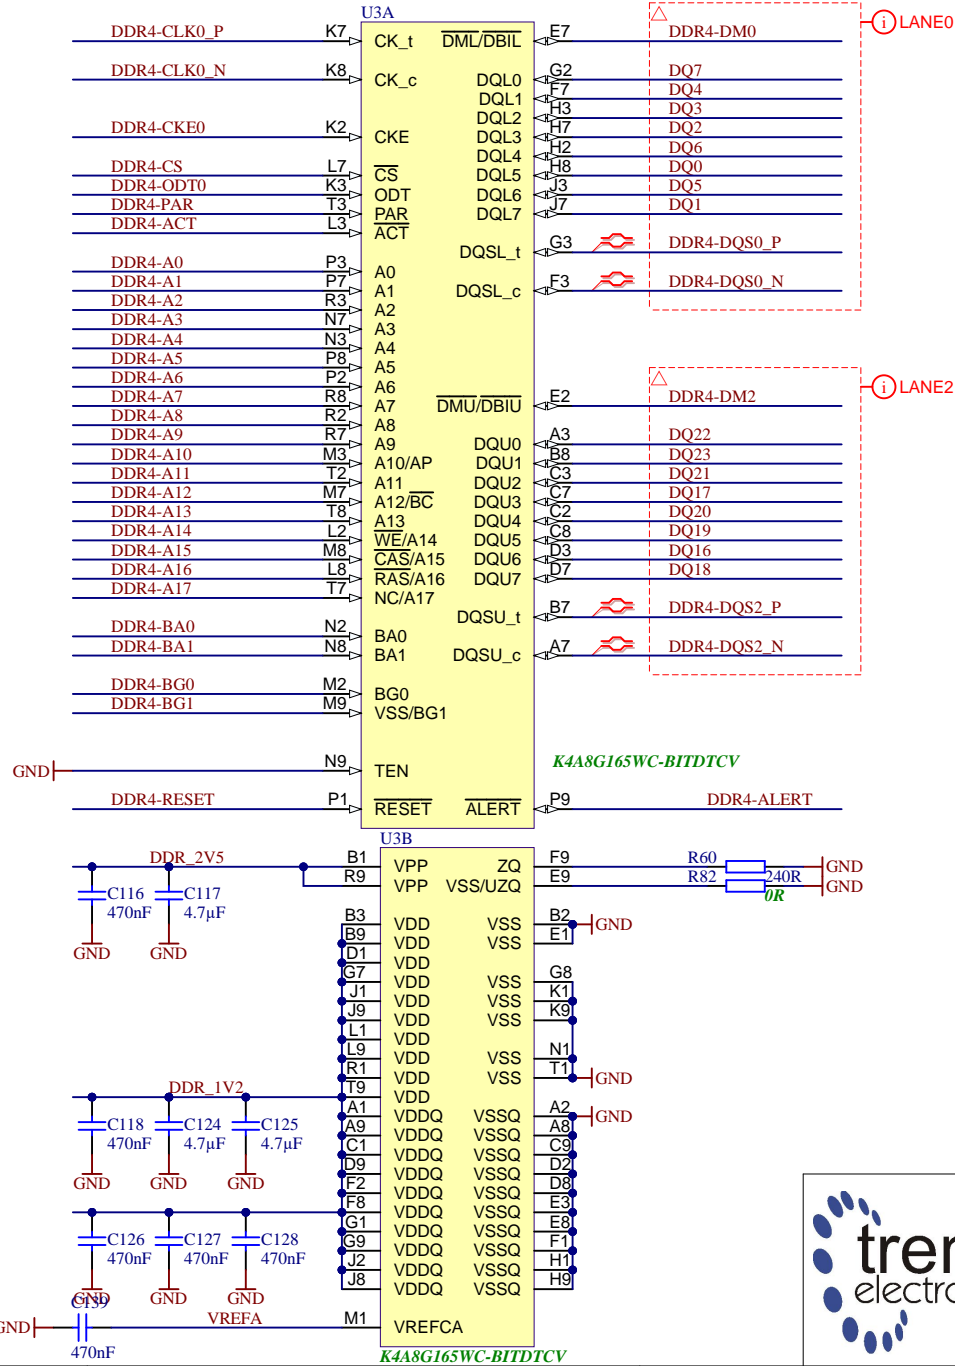 U3A
DDR4-CLK0_P K7 CK_t DML/DBIL E7 DDR4-DM0
LANE0
DDR4-CLK0_N K8 CK_c DQL0 G2 DQ7
DQL1 F7 DQ4
DQL2 H3 DQ3
DDR4-CKE0 K2 CKE DQL3 H7 DQ2
DQL4 H2 DQ6
DDR4-CS L7 CS DQL5 H8 DQ0
DDR4-ODT0 K3 ODT DQL6 J3 DQ5
DDR4-PAR T3 PAR DQL7 J7 DQ1
DDR4-ACT L3 ACT
DQSL_t G3 DDR4-DQS0_P
DDR4-A0 P3 A0
DDR4-A1 P7 A1 DQSL_c F3 DDR4-DQS0_N
DDR4-A2 R3 A2
DDR4-A3 N7 A3
DDR4-A4 N3 A4
DDR4-A5 P8 A5
DDR4-A6 P2 A6
LANE2
DDR4-A7 R8 A7 DMU/DBIU E2 DDR4-DM2
DDR4-A8 R2 A8
DDR4-A9 R7 A9 DQU0 A3 DQ22
DDR4-A10 M3 A10/AP DQU1 B8 DQ23
DDR4-A11 T2 A11 DQU2 C3 DQ21
DDR4-A12 M7 A12/BC DQU3 C7 DQ17
DDR4-A13 T8 A13 DQU4 C2 DQ20
DDR4-A14 L2 WE/A14 DQU5 C8 DQ19
DDR4-A15 M8 CAS/A15 DQU6 D3 DQ16
DDR4-A16 L8 RAS/A16 DQU7 D7 DQ18
DDR4-A17 T7 NC/A17
DQSU_t B7 DDR4-DQS2_P
DDR4-BA0 N2 BA0
DDR4-BA1 N8 BA1 DQSU_c A7 DDR4-DQS2_N
DDR4-BG0 M2 BG0
DDR4-BG1 M9 VSS/BG1
GND N9 TEN
K4A8G165WC-BITDTCV
DDR4-RESET P1 RESET ALERT P9 DDR4-ALERT
U3B
DDR_2V5 B1 VPP ZQ F9 R60 240R GND
R9 VPP VSS/UZQ E9 R82 0R GND
C116 470nF GND
C117 4.7µF GND
B3 VDD VSS B2 GND
B9 VDD VSS E1
D1 VDD
G7 VDD VSS G8
J1 VDD VSS K1
J9 VDD VSS K9
L1 VDD
L9 VDD VSS N1
R1 VDD VSS T1 GND
DDR_1V2 T9 VDD
A1 VDDQ VSSQ A2 GND
A9 VDDQ VSSQ A8
C1 VDDQ VSSQ C9
D9 VDDQ VSSQ D2
F2 VDDQ VSSQ D8
F8 VDDQ VSSQ E3
G1 VDDQ VSSQ E8
G9 VDDQ VSSQ F1
J2 VDDQ VSSQ H1
J8 VDDQ VSSQ H9
C118 470nF GND
C124 4.7µF GND
C125 4.7µF GND
C126 470nF GND
C127 470nF GND
C128 470nF GND
GND C139 470nF VREFA M1 VREFCA
K4A8G165WC-BITDTCV
tren
electro